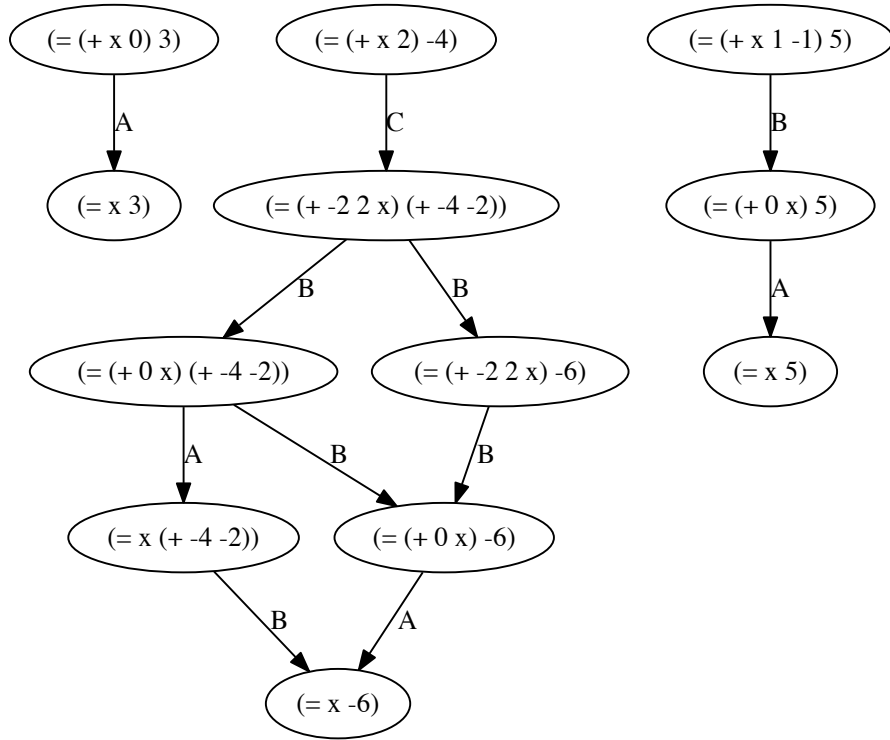 (= (+ x 0) 3)
(= (+ x 2) -4)
(= (+ x 1 -1) 5)
A
C
B
(= x 3)
(= (+ -2 2 x) (+ -4 -2))
(= (+ 0 x) 5)
B
B
A
(= (+ 0 x) (+ -4 -2))
(= (+ -2 2 x) -6)
(= x 5)
A
B
B
(= x (+ -4 -2))
(= (+ 0 x) -6)
B
A
(= x -6)